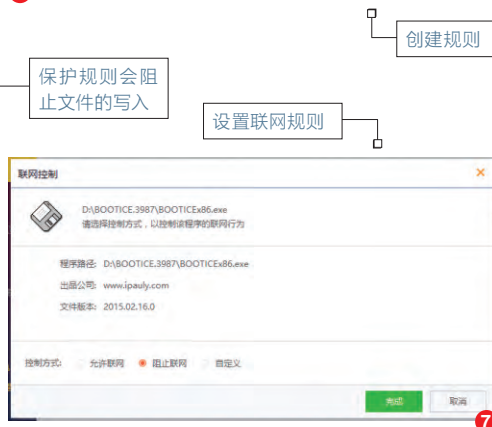 创建规则
保护规则会阻
止文件的写入
设置联网规则
联网控制
D:\BOOTICE.3987\BOOTICEx86.exe
请选择控制方式，以控制该程序的联网行为
程序路径: D:\BOOTICE.3987\BOOTICEx86.exe
出品公司: www.ipauly.com
文件版本: 2015.02.16.0
控制方式: 允许联网 阻止联网 自定义
完成 取消
7